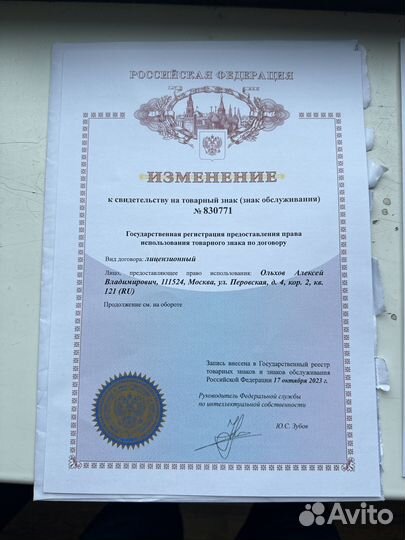 РОССИЙСКАЯ ФЕДЕРАЦИЯ
ИЗМЕНЕНИЕ
к свидетельству на товарный знак (знак обслуживания)
№ 830771
Государственная регистрация предоставления права
использования товарного знака по договору
Вид договора: лицензионный
Лицо, предоставляющее право использования: Ольхов Алексей
Владимирович, 111524, Москва, ул. Перовская, д. 4, кор. 2, кв.
121 (RU)
Продолжение см. на обороте
Запись внесена в Государственный реестр
товарных знаков и знаков обслуживания
Российской Федерации 17 октября 2023 г.
Руководитель Федеральной службы
по интеллектуальной собственности
Ю.С. Зубов
Avito